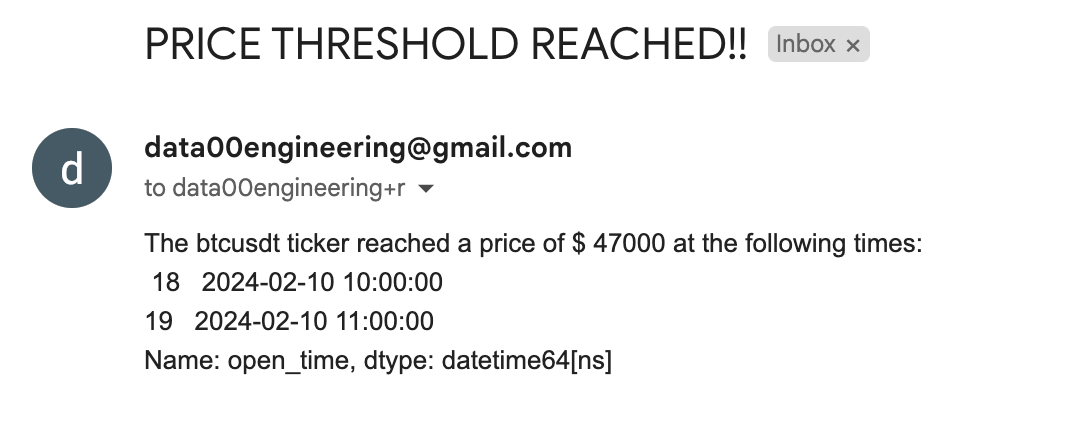 PRICE THRESHOLD REACHED!! Inbox ×
d
data00engineering@gmail.com
to data00engineering+r
The btcusdt ticker reached a price of $ 47000 at the following times:
18 2024-02-10 10:00:00
19 2024-02-10 11:00:00
Name: open_time, dtype: datetime64[ns]